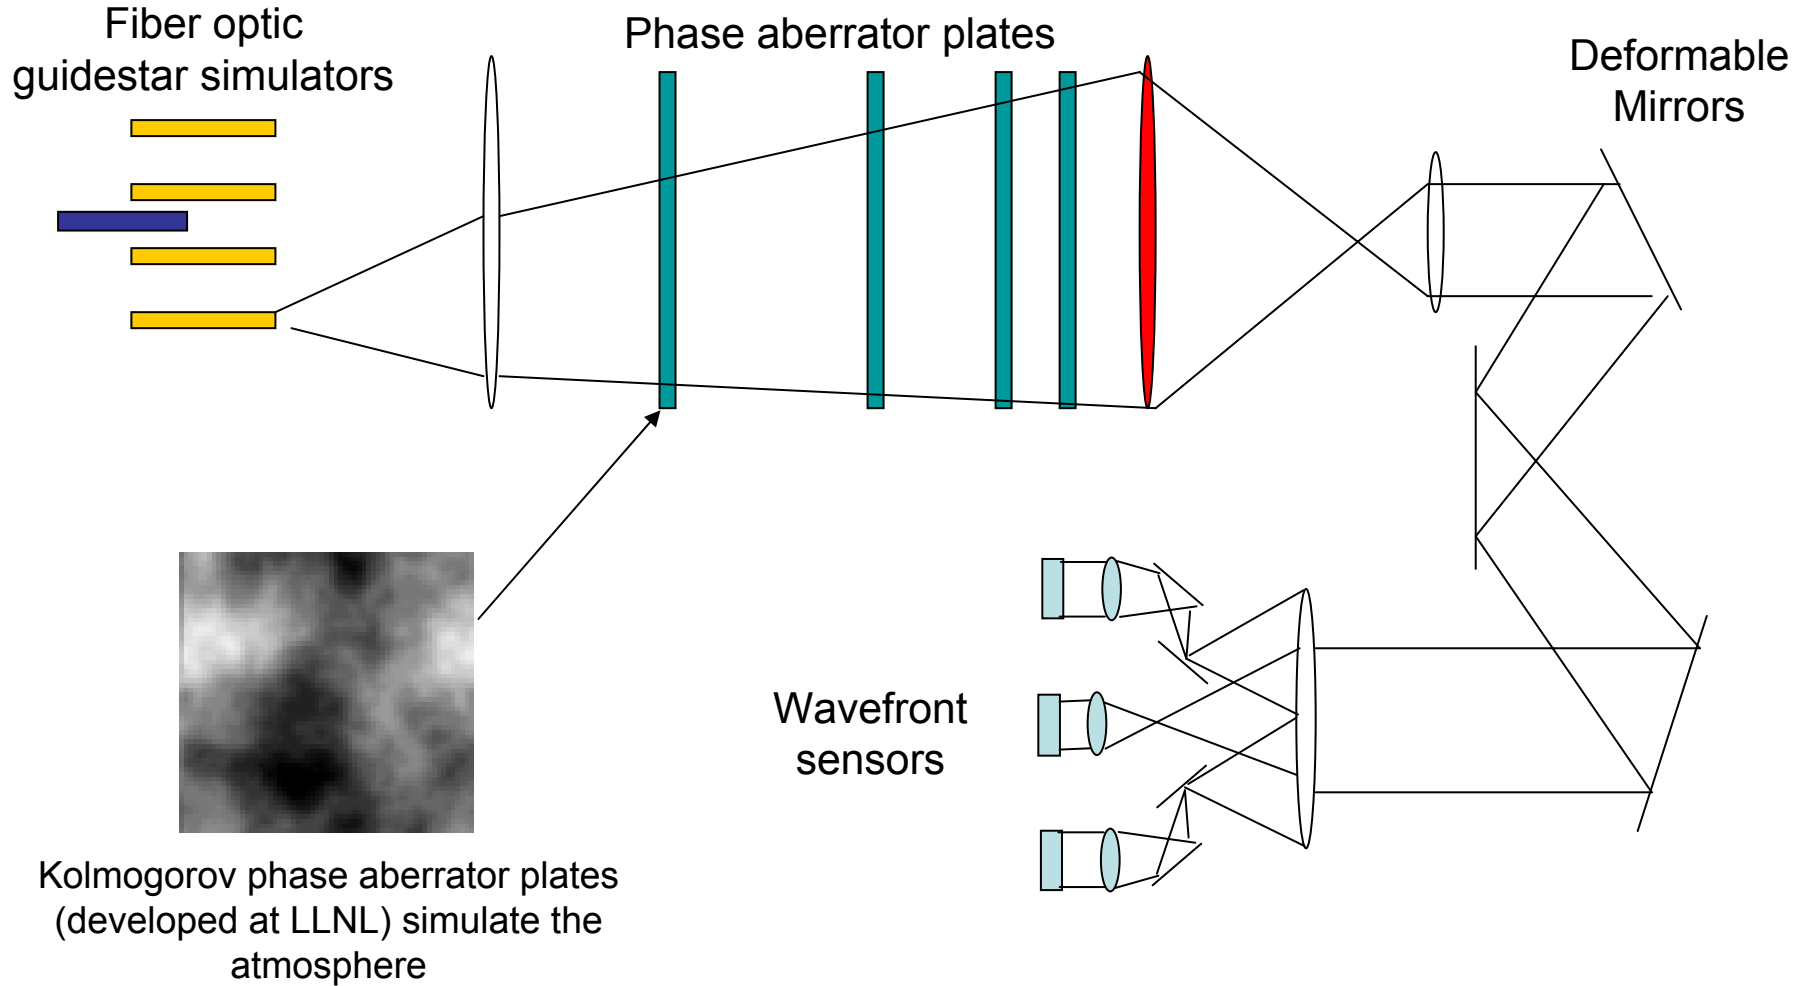 Fiber optic
guidestar simulators
Phase aberrator plates
Deformable
Mirrors
Wavefront
sensors
Kolmogorov phase aberrator plates
(developed at LLNL) simulate the
atmosphere